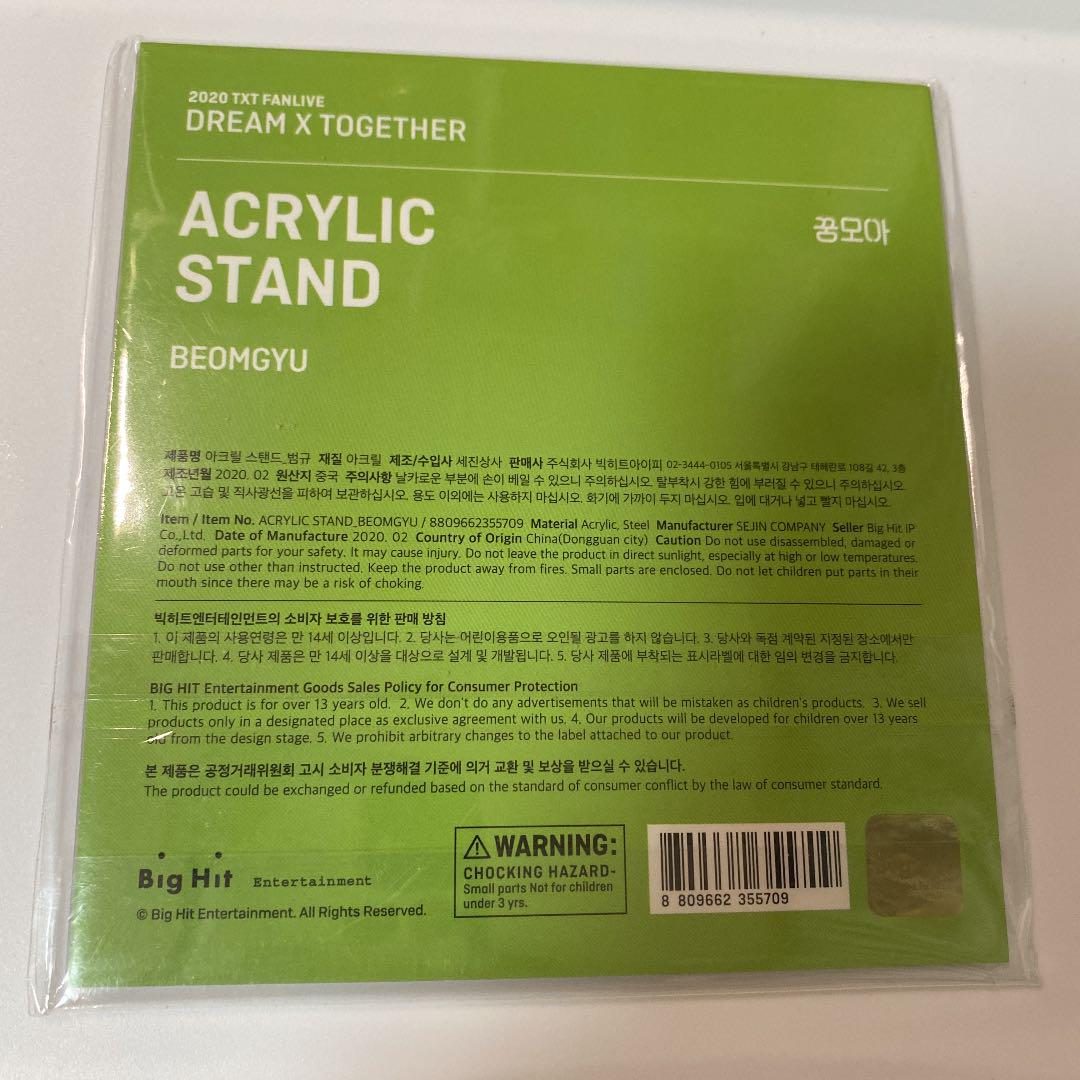 2020 TXT FANLIVE
DREAM X TOGETHER
ACRYLIC
STAND
꿈모아
BEOMGYU
제품명 아크릴 스탠드_범규 재질 아크릴 제조/수입사 세진상사 판매사 주식회사 빅히트아이피 02-3444-0105 서울특별시 강남구 테헤란로 108길 42, 3층
제조년월 2020. 02 원산지 중국 주의사항 날카로운 부분에 손이 베일 수 있으니 주의하십시오. 탈부착시 강한 힘에 부러질 수 있으니 주의하십시오.
고온 고습 및 직사광선을 피하여 보관하십시오. 용도 이외에는 사용하지 마십시오. 화기에 가까이 두지 마십시오. 입에 대거나 넣고 빨지 마십시오.
Item / Item No. ACRYLIC STAND_BEOMGYU / 8809662355709 Material Acrylic, Steel Manufacturer SEJIN COMPANY Seller Big Hit IP
Co.,Ltd. Date of Manufacture 2020. 02 Country of Origin China(Dongguan city) Caution Do not use disassembled, damaged or
deformed parts for your safety. It may cause injury. Do not leave the product in direct sunlight, especially at high or low temperatures.
Do not use other than instructed. Keep the product away from fires. Small parts are enclosed. Do not let children put parts in their
mouth since there may be a risk of choking.
빅히트엔터테인먼트의 소비자 보호를 위한 판매 방침
1. 이 제품의 사용연령은 만 14세 이상입니다. 2. 당사는 어린이용품으로 오인될 광고를 하지 않습니다. 3. 당사와 독점 계약된 지정된 장소에서만
판매합니다. 4. 당사 제품은 만 14세 이상을 대상으로 설계 및 개발됩니다. 5. 당사 제품에 부착되는 표시라벨에 대한 임의 변경을 금지합니다.
BIG HIT Entertainment Goods Sales Policy for Consumer Protection
1. This product is for over 13 years old. 2. We don't do any advertisements that will be mistaken as children's products. 3. We sell
products only in a designated place as exclusive agreement with us. 4. Our products will be developed for children over 13 years
old from the design stage. 5. We prohibit arbitrary changes to the label attached to our product.
본 제품은 공정거래위원회 고시 소비자 분쟁해결 기준에 의거 교환 및 보상을 받으실 수 있습니다.
The product could be exchanged or refunded based on the standard of consumer conflict by the law of consumer standard.
Big Hit Entertainment
© Big Hit Entertainment. All Rights Reserved.
WARNING:
CHOCKING HAZARD-
Small parts Not for children
under 3 yrs.
8 809662 355709